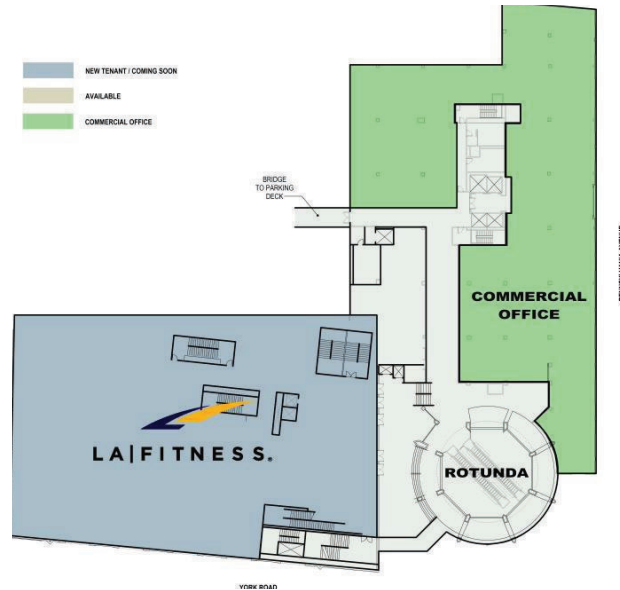 NEW TENANT / COMING SOON
AVAILABLE
COMMERCIAL OFFICE
BRIDGE
TO PARKING
DECK
COMMERCIAL
OFFICE
LA|FITNESS.
ROTUNDA
YORK ROAD